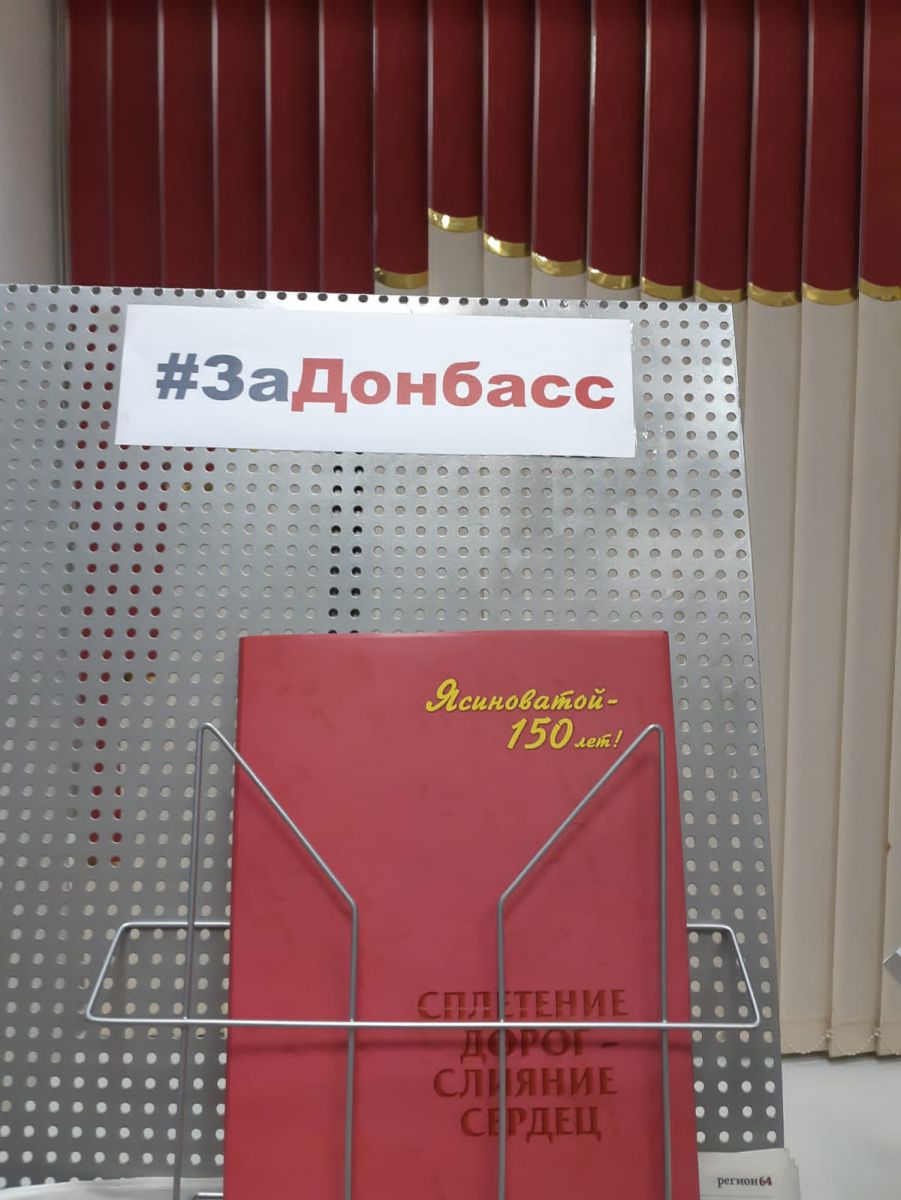 #ЗаДонбасс
Ясиноватой-
150 лет!
СПЛЕТЕНИЕ
ДОРОГ –
СЛИЯНИЕ
СЕРДЕЦ
регион64